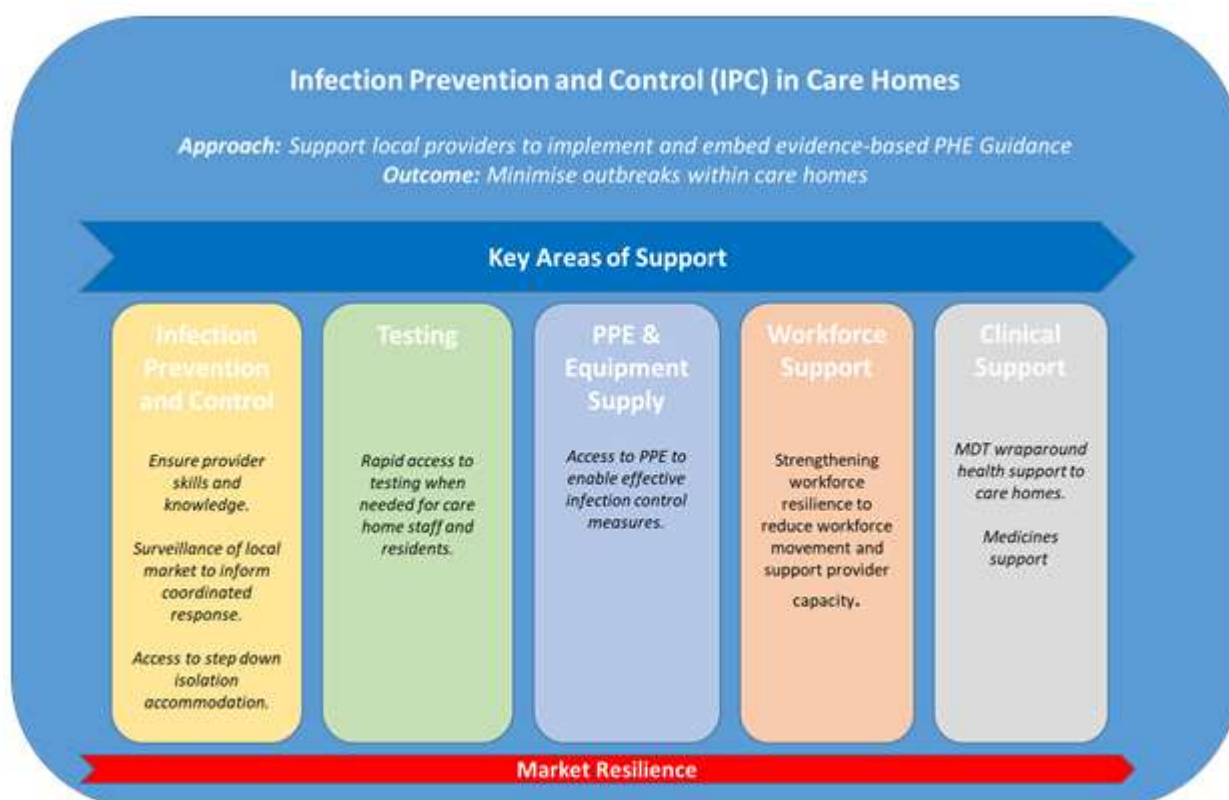 Infection Prevention and Control (IPC) in Care Homes
Approach: Support local providers to implement and embed evidence-based PHE Guidance
Outcome: Minimise outbreaks within care homes
Key Areas of Support
Infection
Prevention
and Control
Ensure provider
skills and
knowledge.
Surveillance of local
market to inform
coordinated
response.
Access to step down
isolation
accommodation.
Testing
Rapid access to
testing when
needed for care
home staff and
residents.
PPE &
Equipment
Supply
Access to PPE to
enable effective
infection control
measures.
Workforce
Support
Strengthening
workforce
resilience to
reduce workforce
movement and
support provider
capacity.
Clinical
Support
MDT wraparound
health support to
care homes.
Medicines
support
Market Resilience